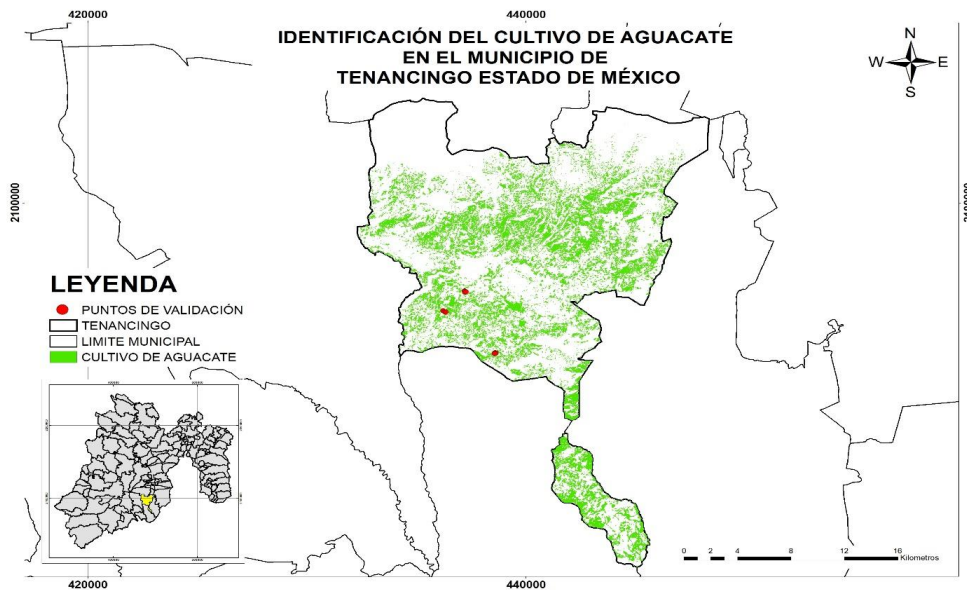 420000
440000
IDENTIFICACIÓN DEL CULTIVO DE AGUACATE
EN EL MUNICIPIO DE
TENANCINGO ESTADO DE MÉXICO
N
W E
S
2100000
2100000
LEYENDA
PUNTOS DE VALIDACIÓN
TENANCINGO
LIMITE MUNICIPAL
CULTIVO DE AGUACATE
0 2 4 8 12 16
Kilometros
420000
440000